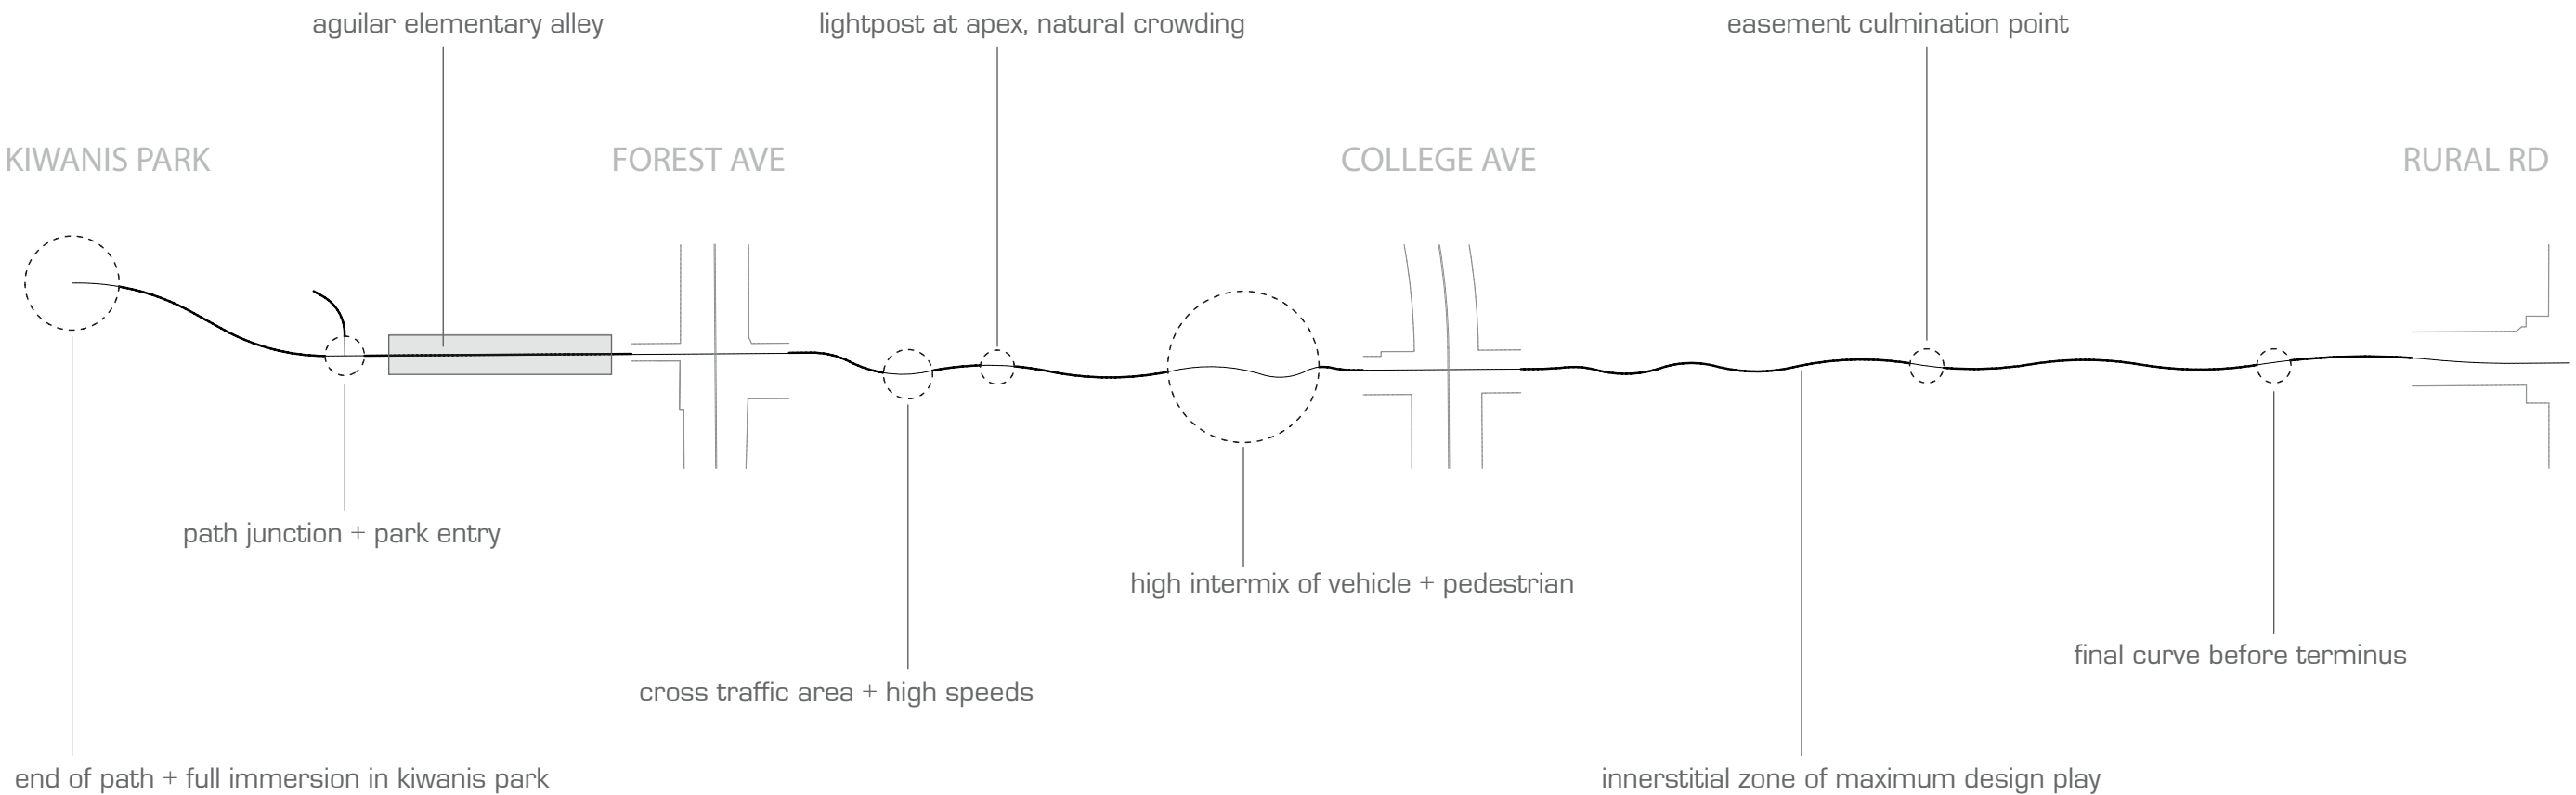 aguilar elementary alley
lightpost at apex, natural crowding
easement culmination point
KIWANIS PARK
FOREST AVE
COLLEGE AVE
RURAL RD
path junction + park entry
high intermix of vehicle + pedestrian
final curve before terminus
cross traffic area + high speeds
end of path + full immersion in kiwanis park
innerstitial zone of maximum design play